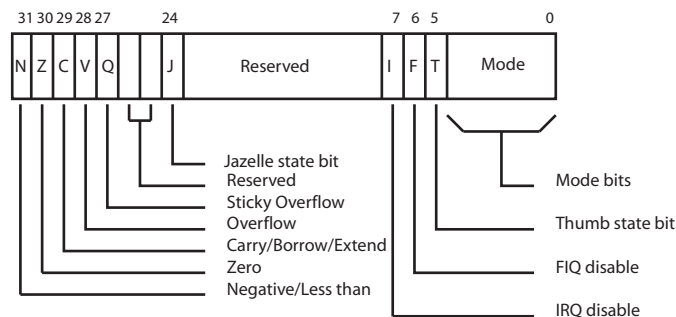 31 30 29 28 27 24 7 6 5 0
N Z C V Q J Reserved I F T Mode
Jazelle state bit
Reserved
Sticky Overflow
Overflow
Carry/Borrow/Extend
Zero
Negative/Less than
Mode bits
Thumb state bit
FIQ disable
IRQ disable